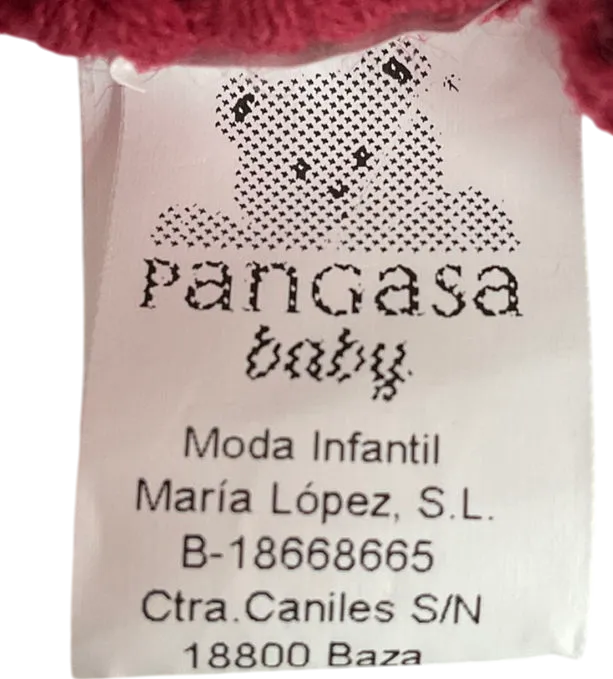 Pangasa
baby
Moda Infantil
María López, S.L.
B-18668665
Ctra.Caniles S/N
18800 Baza